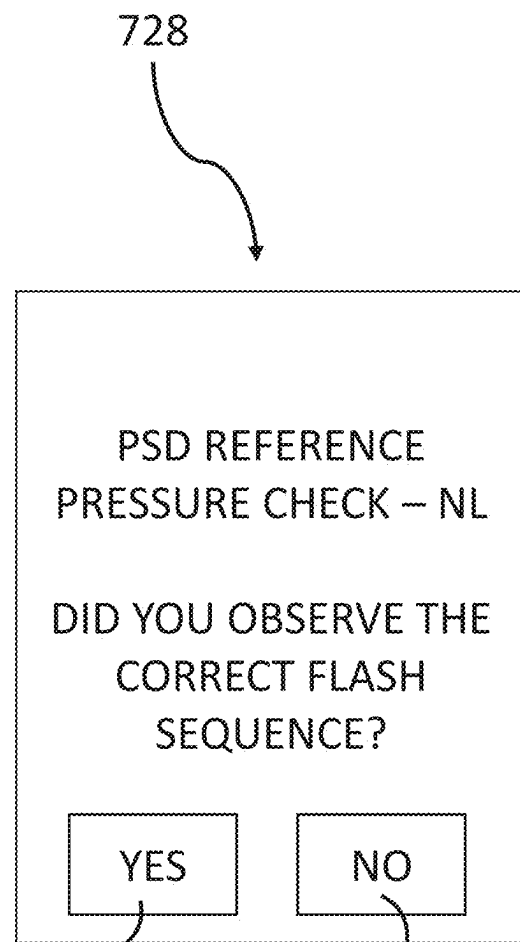 728
PSD REFERENCE
PRESSURE CHECK – NL
DID YOU OBSERVE THE
CORRECT FLASH
SEQUENCE?
YES NO